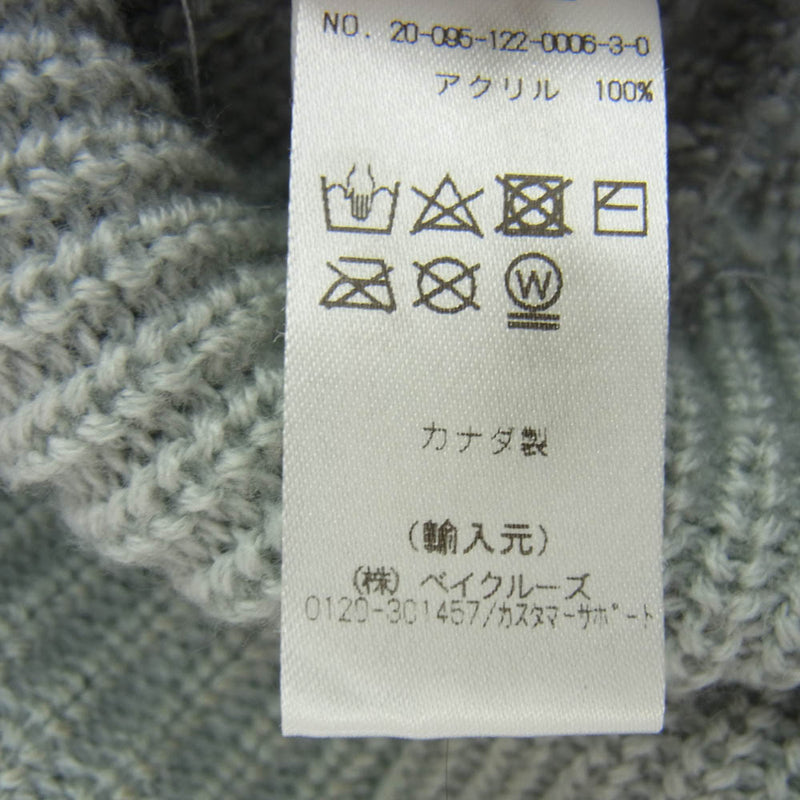 NO. 20-095-122-0006-3-0
アクリル 100%
W
カナダ製
(輸入元)
(株) ベイクルーズ
0120-301457/カスタマーサポート